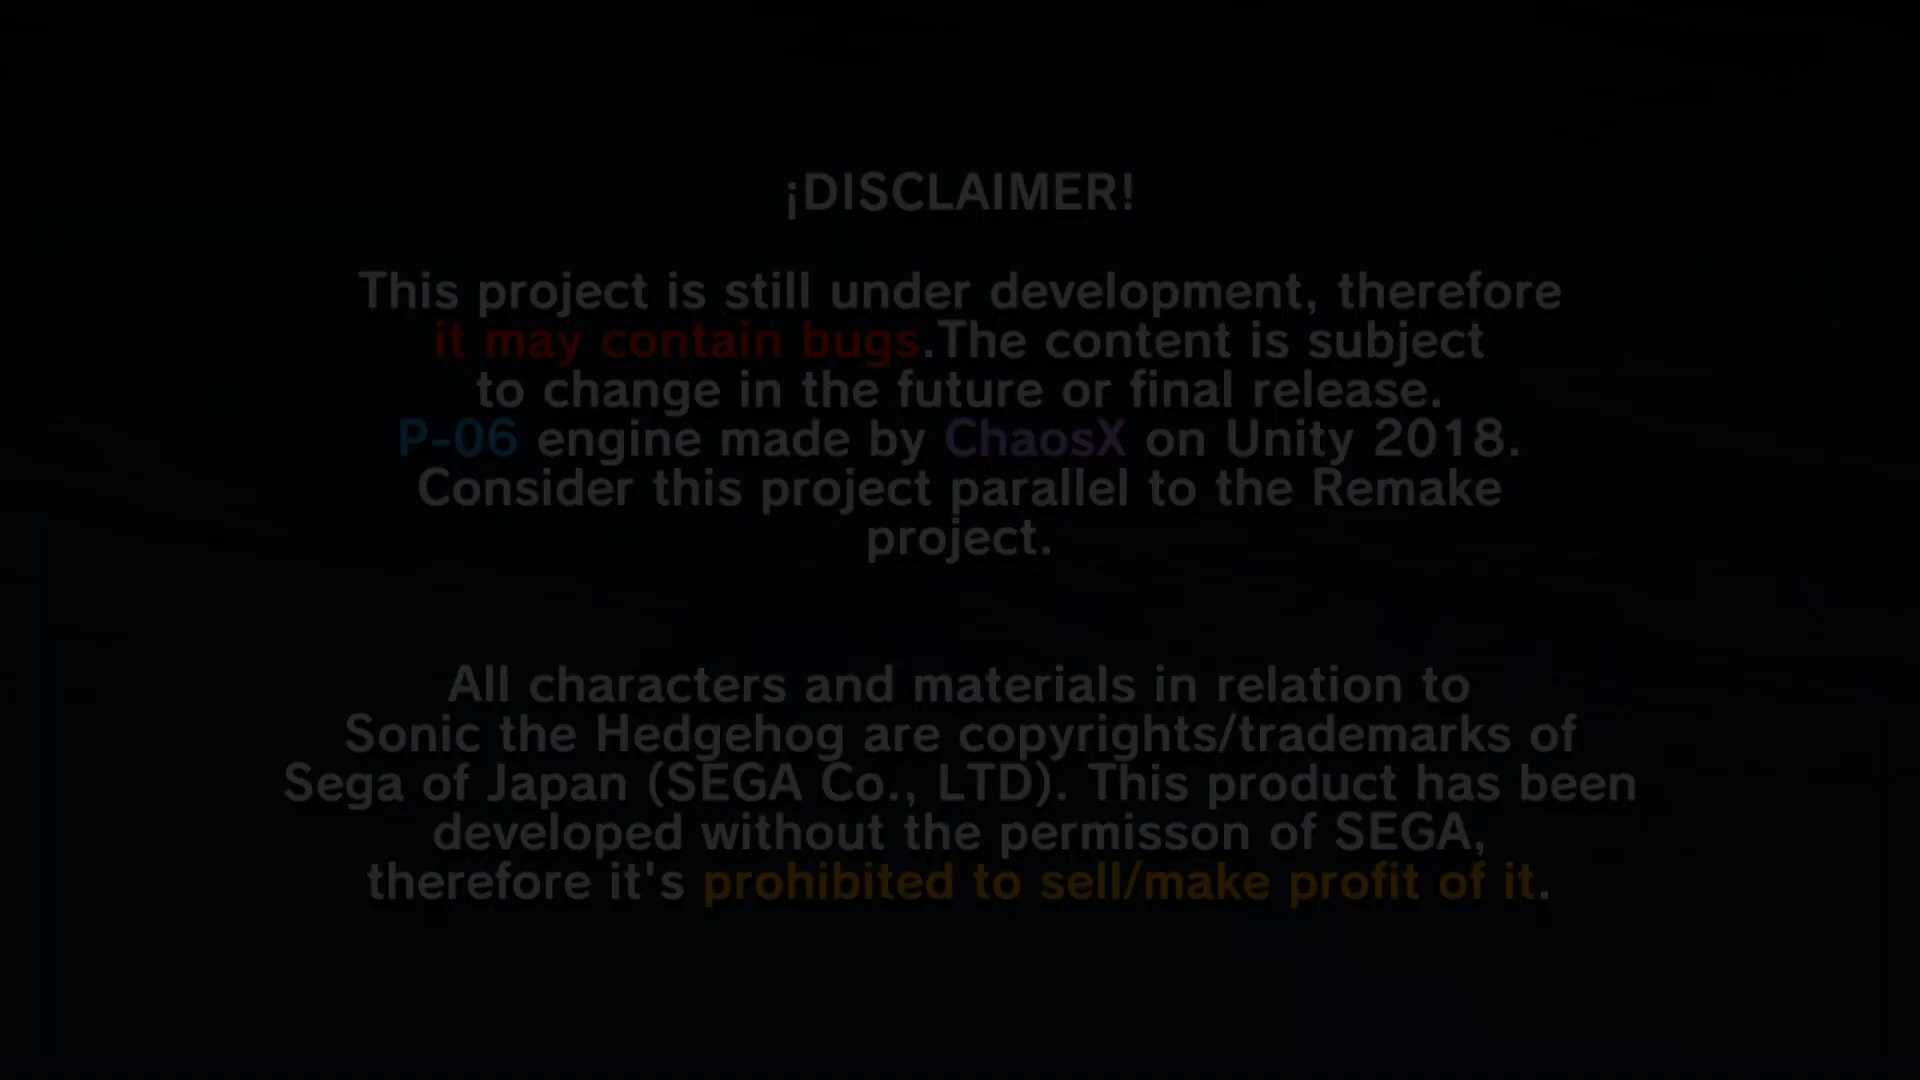 ¡DISCLAIMER!
This project is still under development, therefore
it may contain bugs.The content is subject
to change in the future or final release.
P-06 engine made by ChaosX on Unity 2018.
Consider this project parallel to the Remake
project.
All characters and materials in relation to
Sonic the Hedgehog are copyrights/trademarks of
Sega of Japan (SEGA Co., LTD). This product has been
developed without the permisson of SEGA,
therefore it's prohibited to sell/make profit of it.